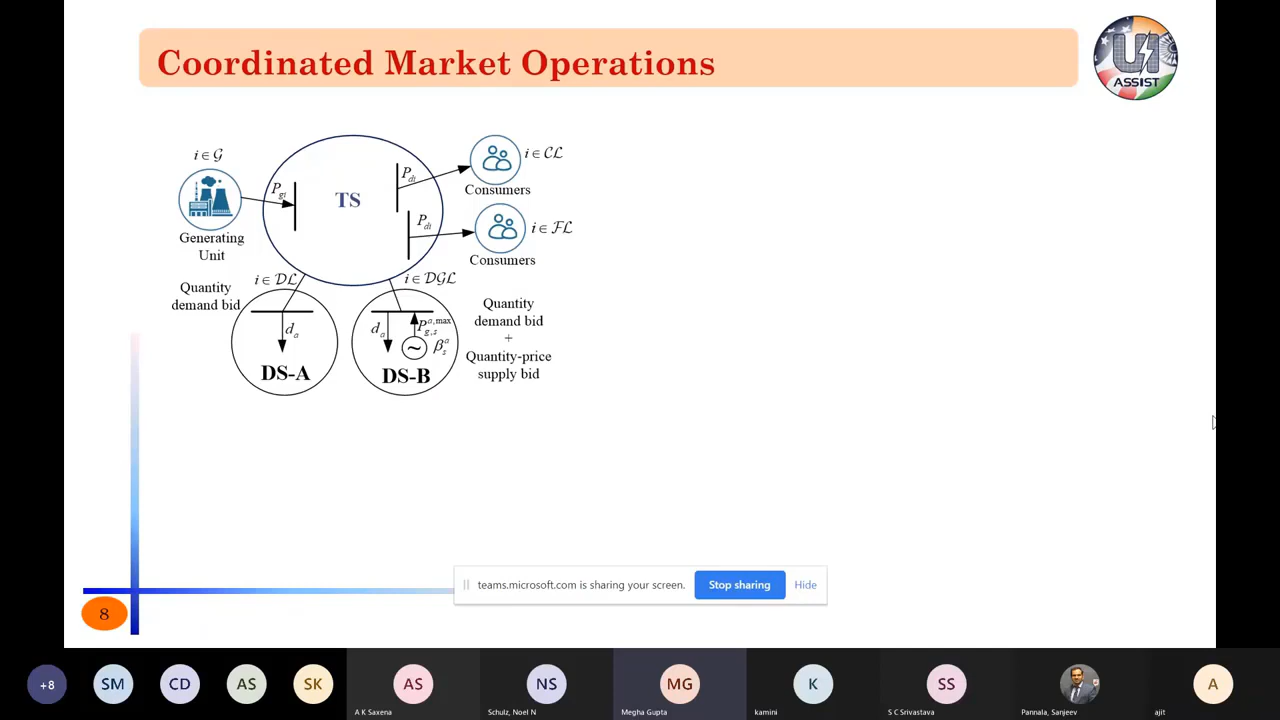 Coordinated Market Operations
UI
ASSIST
i ∈ G
P_gi
TS
P_di
i ∈ CL
Consumers
P_di
i ∈ FL
Consumers
Generating
Unit
i ∈ DL
i ∈ DGL
Quantity
demand bid
d_a
DS-A
d_a
P_{g,s}^{a,max}
β_s^a
DS-B
Quantity
demand bid
+
Quantity-price
supply bid
teams.microsoft.com is sharing your screen.
Stop sharing
Hide
8
+8
SM
CD
AS
SK
AS
A K Saxena
NS
Schulz, Noel N
MG
Megha Gupta
K
kamini
SS
S C Srivastava
Pannala, Sanjeev
A
ajit